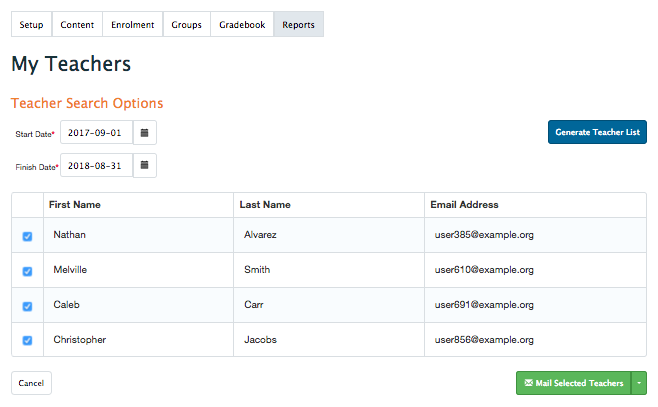 Setup Content Enrolment Groups Gradebook Reports
My Teachers
Teacher Search Options
Start Date* 2017-09-01 Generate Teacher List
Finish Date* 2018-08-31
First Name Last Name Email Address
Nathan Alvarez user385@example.org
Melville Smith user610@example.org
Caleb Carr user691@example.org
Christopher Jacobs user856@example.org
Cancel Mail Selected Teachers